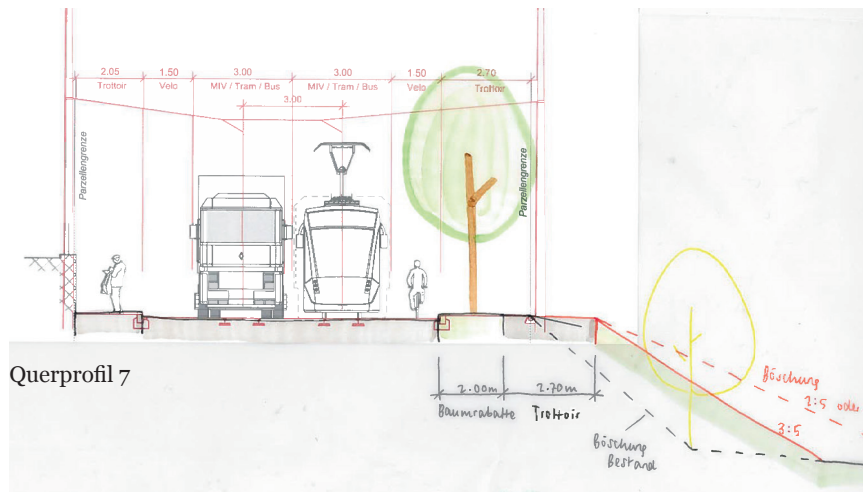 2.05 1.50 3.00 3.00 1.50 2.70
Trottoir Velo MIV / Tram / Bus MIV / Tram / Bus Velo Trottoir
3.00
Parzellengrenze
Parzellengrenze
Querprofil 7
2.00m 2.70m
Baumrabatte Trottoir
Böschung
Bestand
Böschung
2:5 oder
3:5